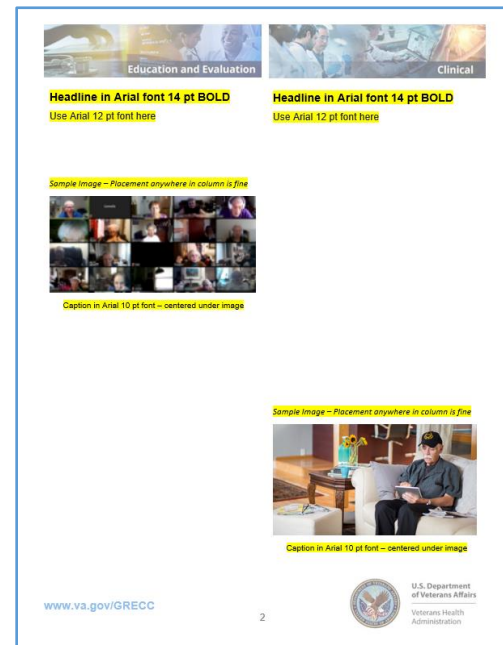 Education and Evaluation
Headline in Arial font 14 pt BOLD
Use Arial 12 pt font here
Sample Image – Placement anywhere in column is fine
Caption in Arial 10 pt font – centered under image
Clinical
Headline in Arial font 14 pt BOLD
Use Arial 12 pt font here
Sample Image – Placement anywhere in column is fine
Caption in Arial 10 pt font – centered under image
www.va.gov/GRECC
2
U.S. Department
of Veterans Affairs
Veterans Health
Administration